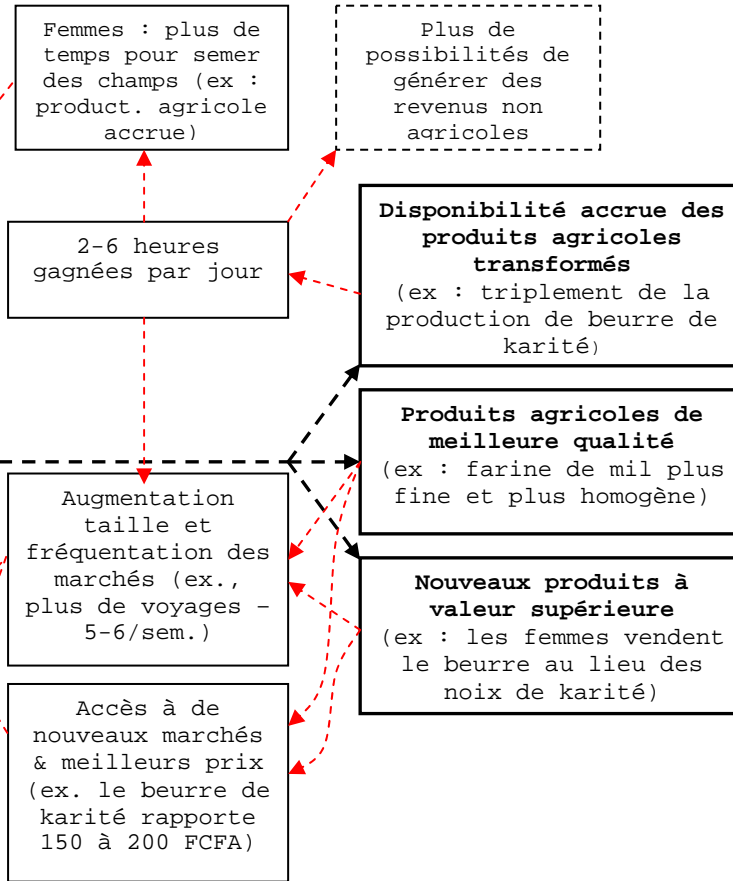 Femmes : plus de
temps pour semer
des champs (ex :
product. agricole
accrue)
Plus de
possibilités de
générer des
revenus non
agricoles
2-6 heures
gagnées par jour
Disponibilité accrue des
produits agricoles
transformés
(ex : triplement de la
production de beurre de
karité)
Produits agricoles de
meilleure qualité
(ex : farine de mil plus
fine et plus homogène)
Augmentation
taille et
fréquentation des
marchés (ex.,
plus de voyages –
5-6/sem.)
Nouveaux produits à
valeur supérieure
(ex : les femmes vendent
le beurre au lieu des
noix de karité)
Accès à de
nouveaux marchés
& meilleurs prix
(ex. le beurre de
karité rapporte
150 à 200 FCFA)